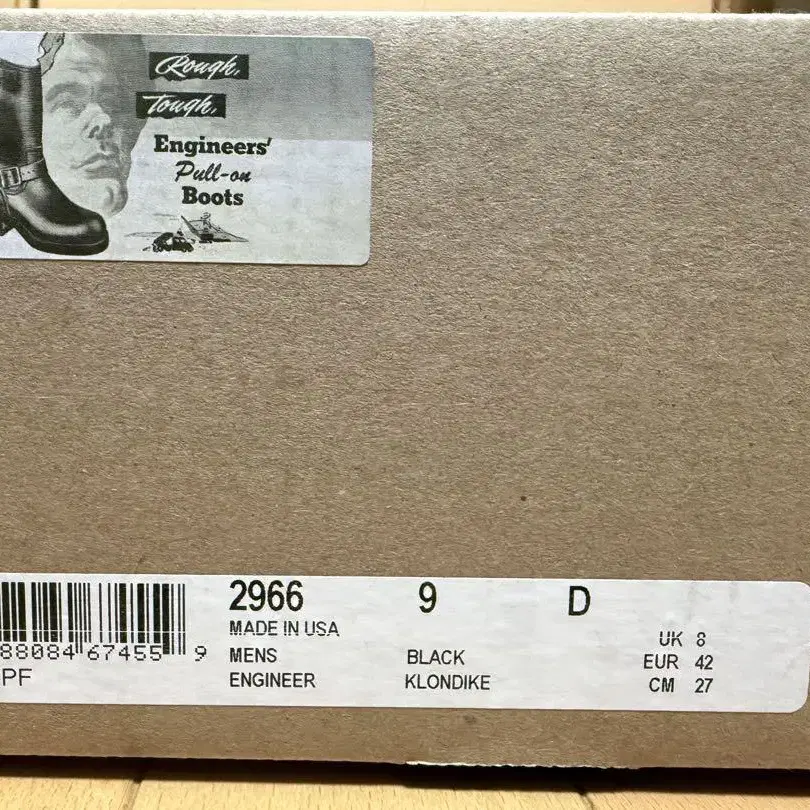 Rough,
Tough,
Engineers'
Pull-on
Boots
2966 9 D
MADE IN USA
UK 8
88084 67455 9
MENS BLACK
EUR 42
PF
ENGINEER KLONDIKE
CM 27